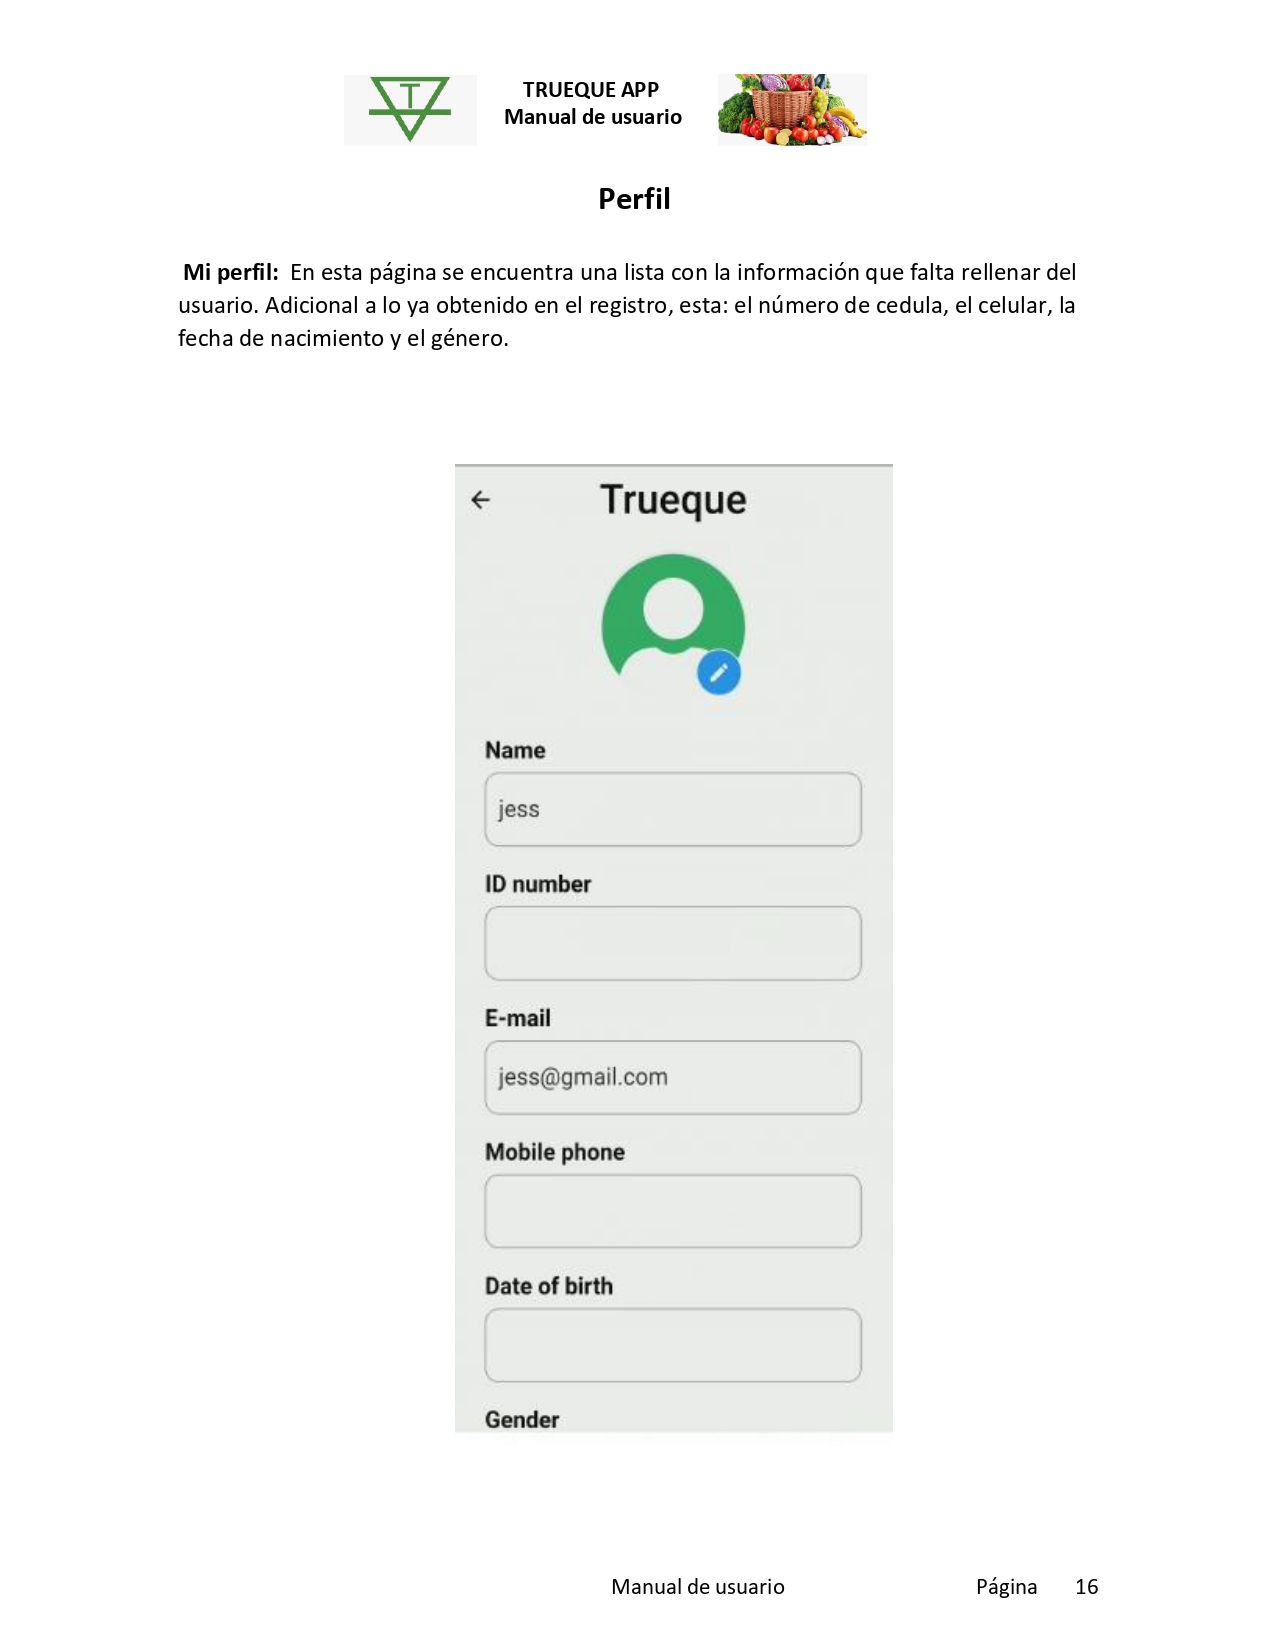 T
TRUEQUE APP
Manual de usuario
Perfil
Mi perfil: En esta página se encuentra una lista con la información que falta rellenar del
usuario. Adicional a lo ya obtenido en el registro, esta: el número de cedula, el celular, la
fecha de nacimiento y el género.
Trueque
Name
jess
ID number
E-mail
jess@gmail.com
Mobile phone
Date of birth
Gender
Manual de usuario Página 16